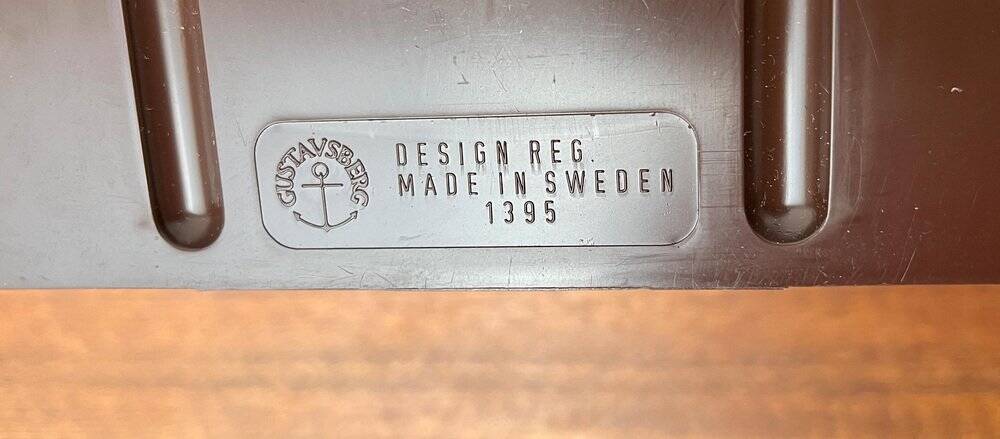 GUSTAVSBERG
DESIGN REG.
MADE IN SWEDEN
1395